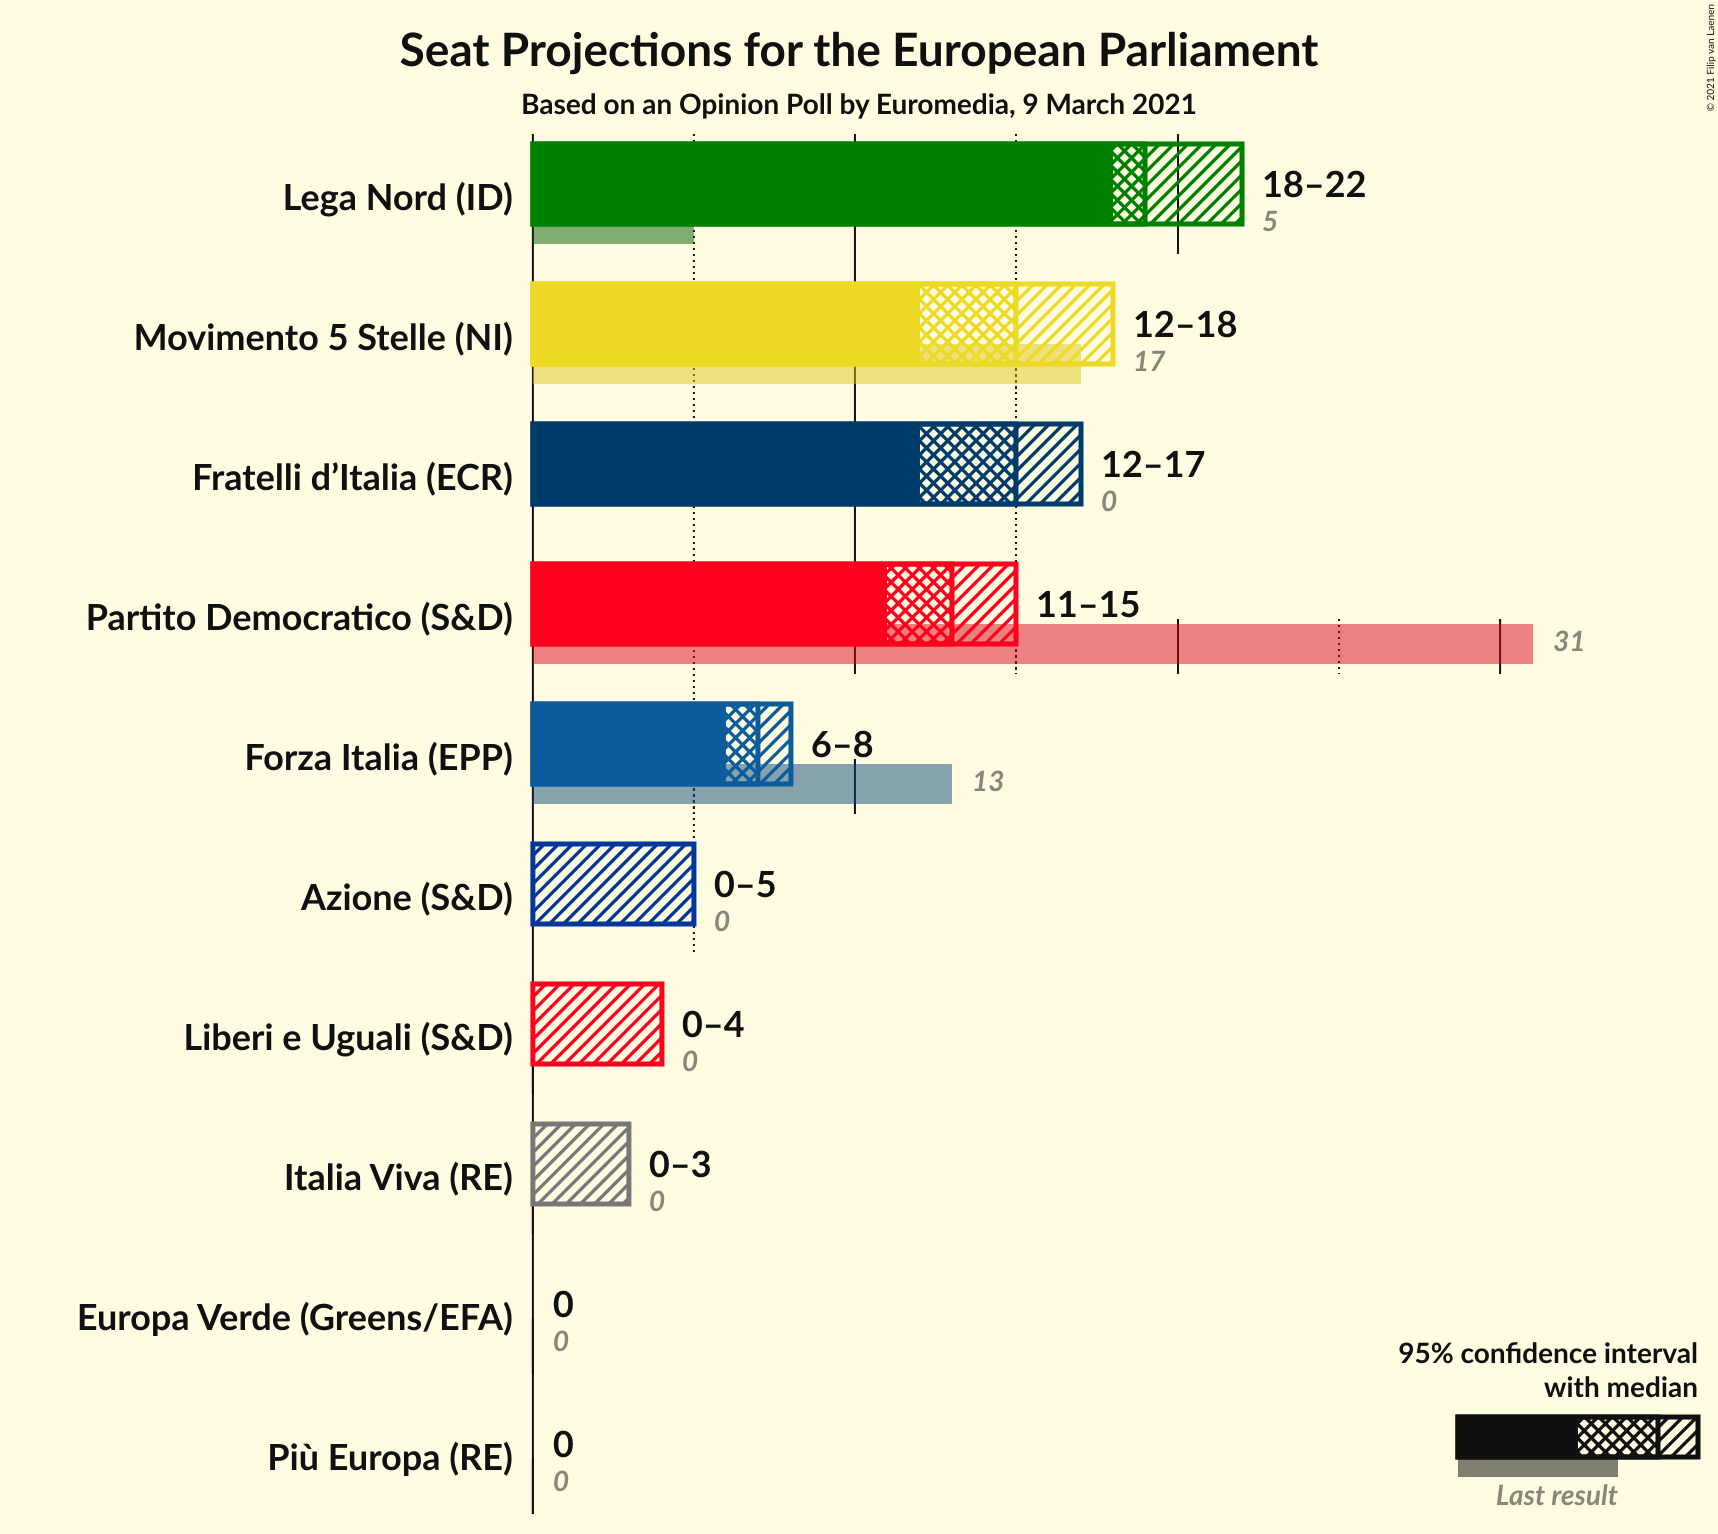 Seat Projections for the European Parliament
Based on an Opinion Poll by Euromedia, 9 March 2021
© 2021 Filip van Laenen
Lega Nord (ID)
18–22
5
Movimento 5 Stelle (NI)
12–18
17
Fratelli d’Italia (ECR)
12–17
0
Partito Democratico (S&D)
11–15
31
Forza Italia (EPP)
6–8
13
Azione (S&D)
0–5
0
Liberi e Uguali (S&D)
0–4
0
Italia Viva (RE)
0–3
0
Europa Verde (Greens/EFA)
0
0
Più Europa (RE)
0
0
95% confidence interval
with median
Last result